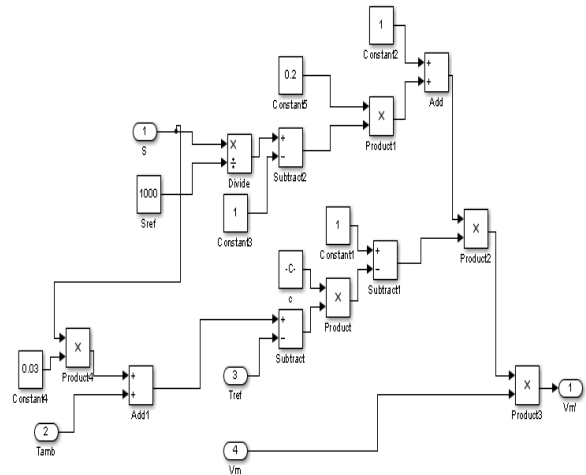 1
Constant2
+
+
Add
0.2
Constant5
X
Product1
1
S
X
÷
Divide
+
−
Subtract2
1000
Sref
1
Constant3
1
Constant1
+
−
Subtract1
X
Product2
-C-
c
X
Product
+
−
Subtract
X
Product4
0.03
Constant4
+
+
Add1
3
Tref
2
Tamb
4
Vm
X
Product3
1
Vm'